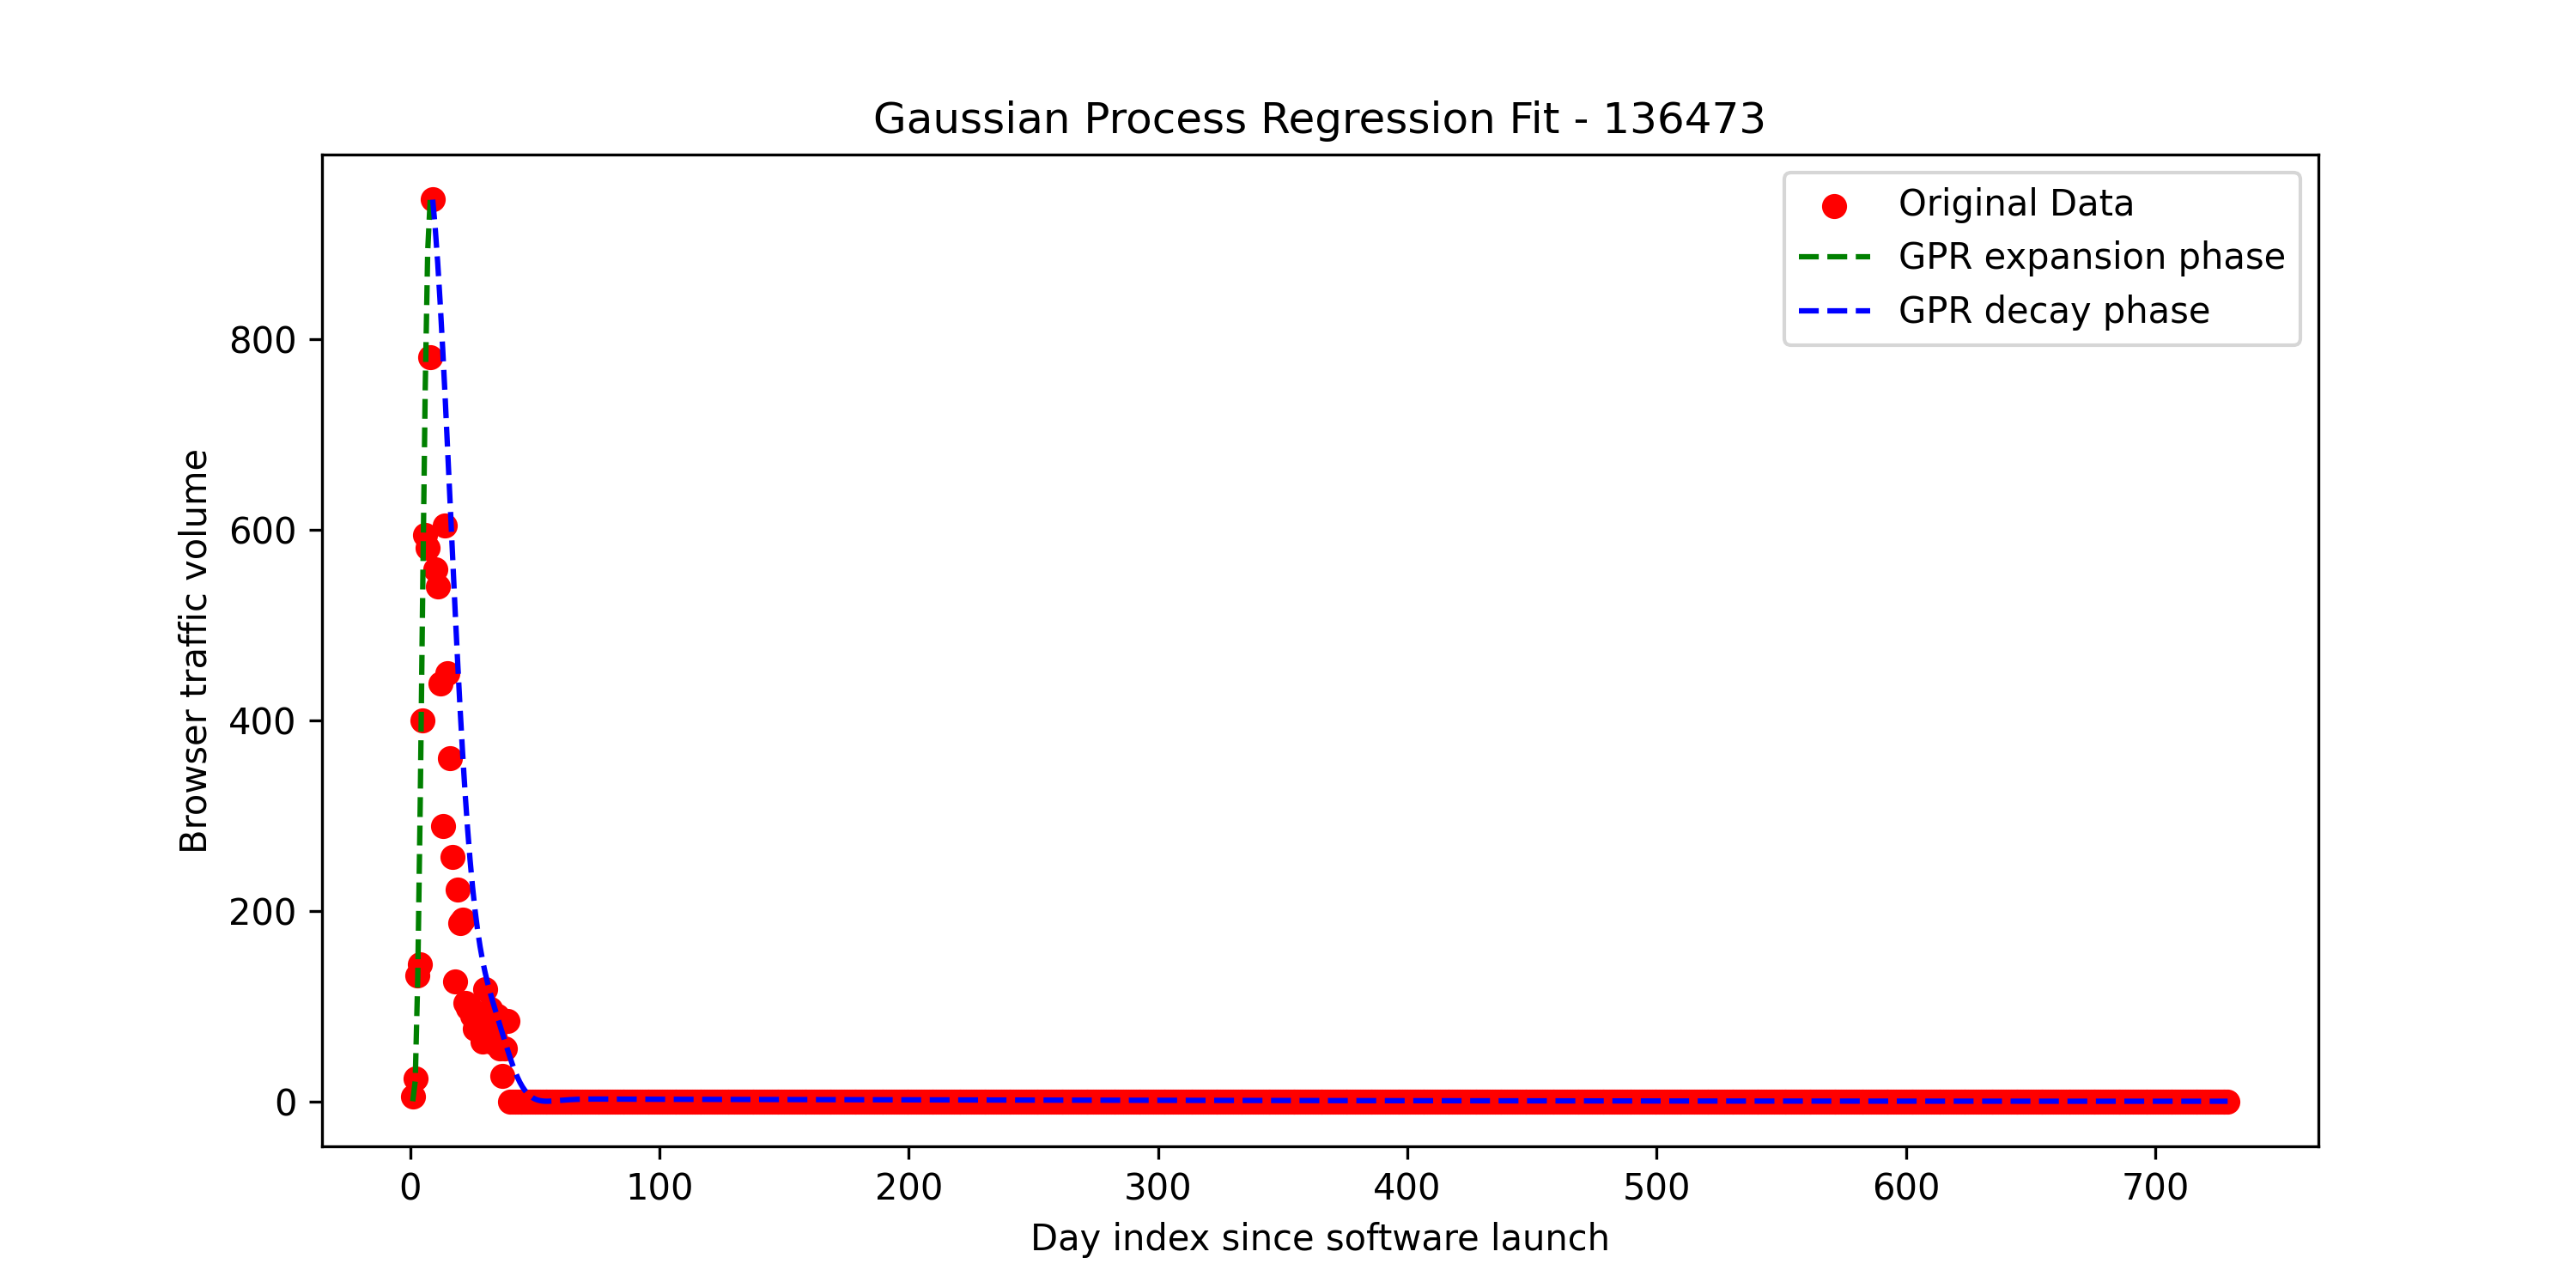 Gaussian Process Regression Fit - 136473
Original Data
GPR expansion phase
GPR decay phase
Browser traffic volume
800
600
400
200
0
0 100 200 300 400 500 600 700
Day index since software launch